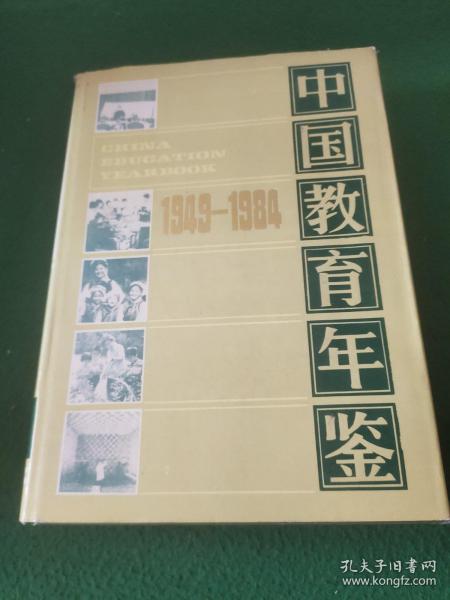 中国教育年鉴
CHINA
EDUCATION
YEARBOOK
1949—1984
孔夫子旧书网
www.kongfz.com